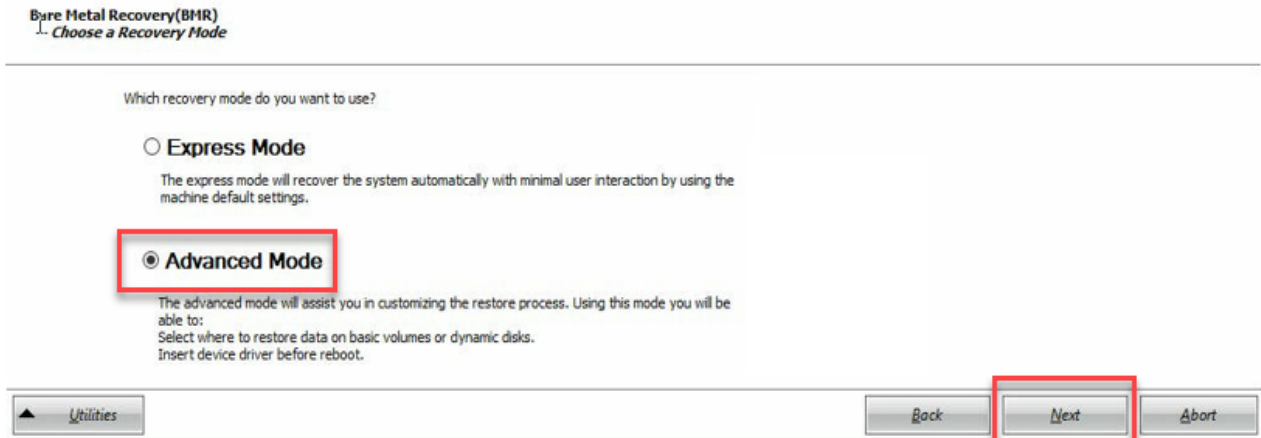 Bare Metal Recovery(BMR)
Choose a Recovery Mode
Which recovery mode do you want to use?
Express Mode
The express mode will recover the system automatically with minimal user interaction by using the
machine default settings.
Advanced Mode
The advanced mode will assist you in customizing the restore process. Using this mode you will be
able to:
Select where to restore data on basic volumes or dynamic disks.
Insert device driver before reboot.
Utilities
Back
Next
Abort